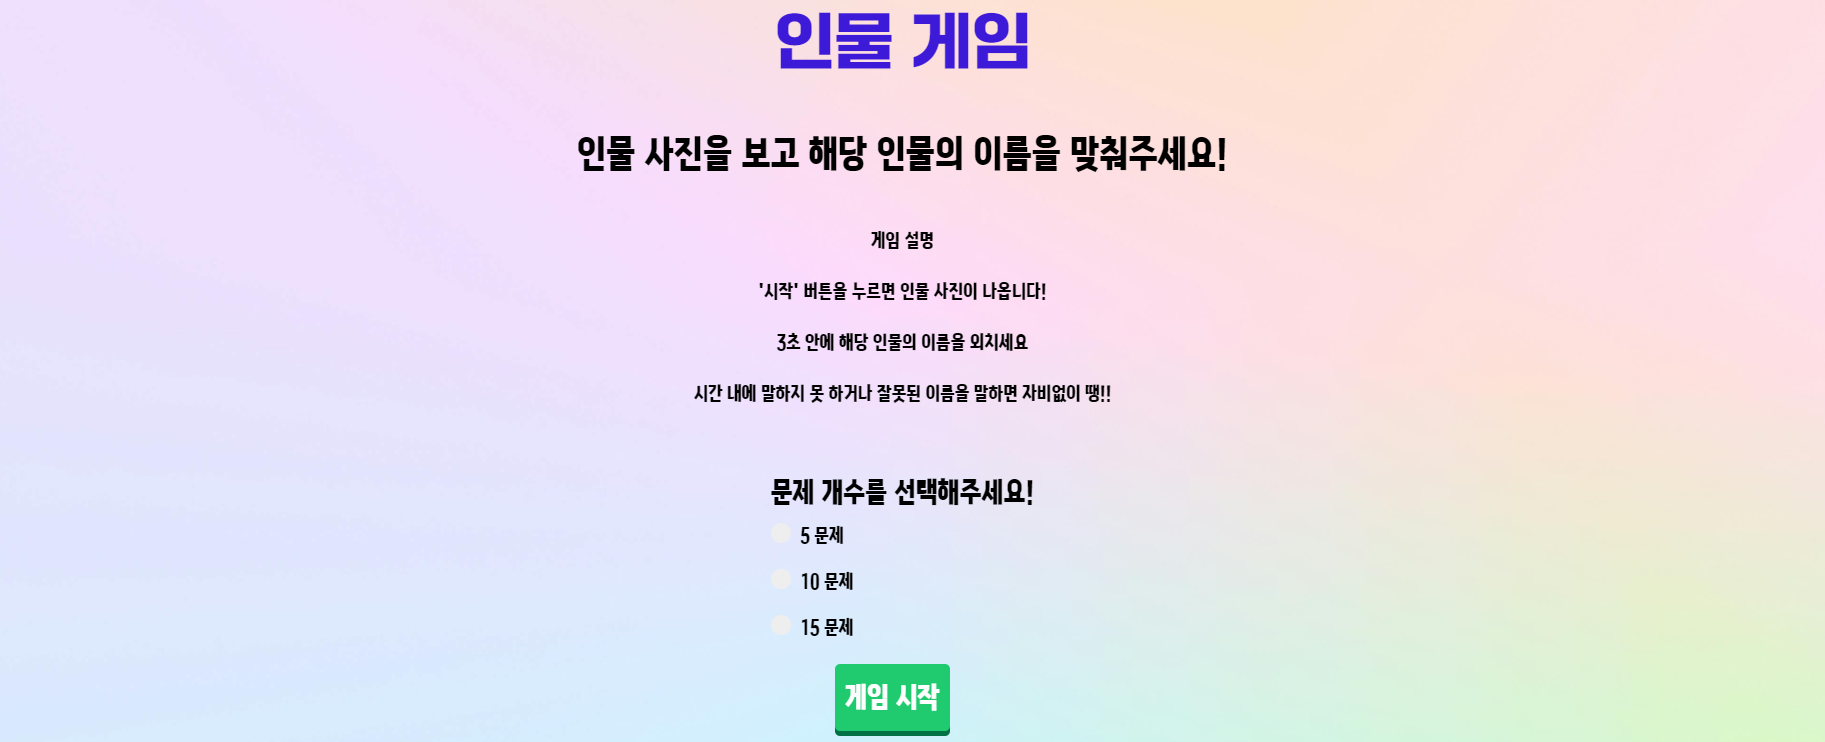 인물 게임
인물 사진을 보고 해당 인물의 이름을 맞춰주세요!
게임 설명
'시작' 버튼을 누르면 인물 사진이 나옵니다!
3초 안에 해당 인물의 이름을 외치세요
시간 내에 말하지 못 하거나 잘못된 이름을 말하면 자비없이 땡!!
문제 개수를 선택해주세요!
5 문제
10 문제
15 문제
게임 시작